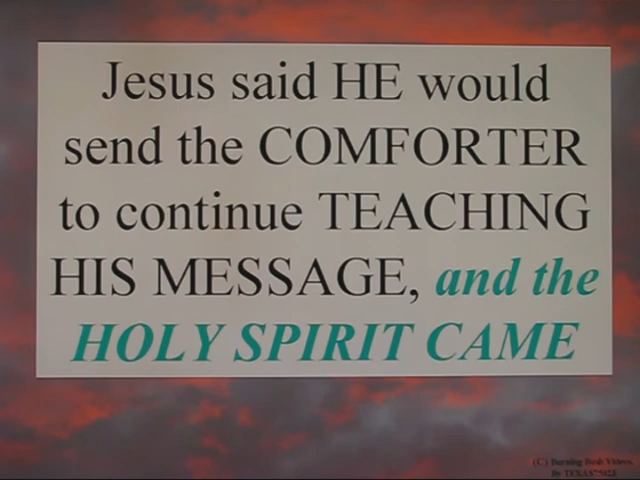 Jesus said HE would
send the COMFORTER
to continue TEACHING
HIS MESSAGE, and the
HOLY SPIRIT CAME
(C) Burning Bush Videos
By